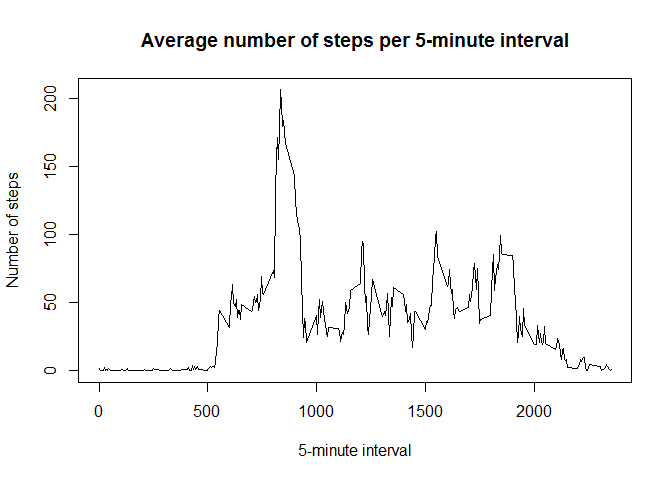 Average number of steps per 5-minute interval
Number of steps
200
150
100
50
0
0 500 1000 1500 2000
5-minute interval